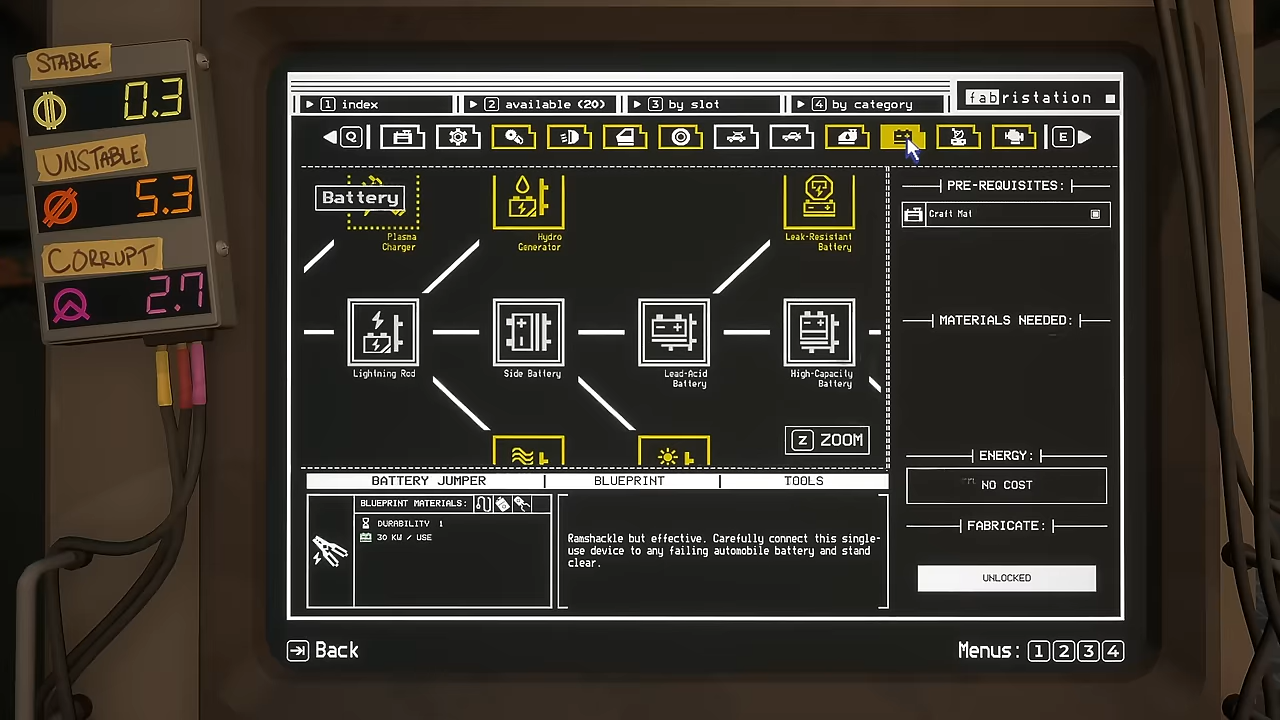 STABLE
0.3
UNSTABLE
5.3
CORRUPT
2.7
1 index
2 available (20)
3 by slot
4 by category
fabristation
Q
E
Battery
Plasma
Charger
Hydro
Generator
Leak-Resistant
Battery
Lightning Rod
Side Battery
Lead-Acid
Battery
High-Capacity
Battery
Z ZOOM
PRE-REQUISITES:
Craft Mat
MATERIALS NEEDED:
ENERGY:
NO COST
FABRICATE:
UNLOCKED
BATTERY JUMPER
BLUEPRINT
TOOLS
BLUEPRINT MATERIALS:
DURABILITY 1
30 KW / USE
Ramshackle but effective. Carefully connect this single-
use device to any failing automobile battery and stand
clear.
Back
Menus: 1 2 3 4